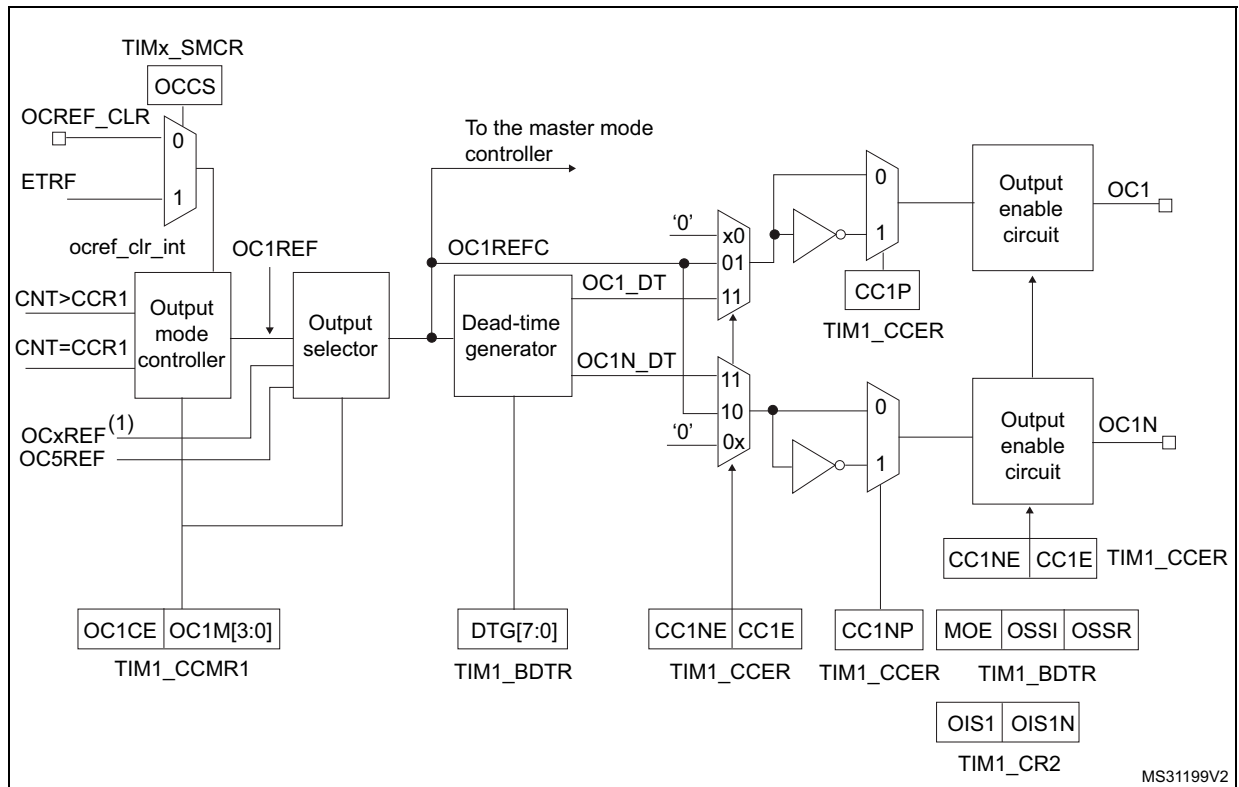 TIMx_SMCR
OCCS
OCREF_CLR
0
ETRF
1
ocref_clr_int
To the master mode
controller
OC1REF
OC1REFC
CNT>CCR1
CNT=CCR1
Output
mode
controller
Output
selector
Dead-time
generator
OCxREF(1)
OC5REF
OC1_DT
OC1N_DT
‘0’
x0
01
11
11
10
‘0’
0x
0
1
CC1P
TIM1_CCER
0
1
Output
enable
circuit
OC1
Output
enable
circuit
OC1N
CC1NE CC1E TIM1_CCER
OC1CE OC1M[3:0]
TIM1_CCMR1
DTG[7:0]
TIM1_BDTR
CC1NE CC1E
TIM1_CCER
CC1NP
TIM1_CCER
MOE OSSI OSSR
TIM1_BDTR
OIS1 OIS1N
TIM1_CR2
MS31199V2